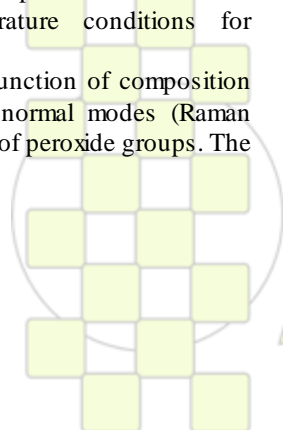 rature conditions for
unction of composition
normal modes (Raman
of peroxide groups. The